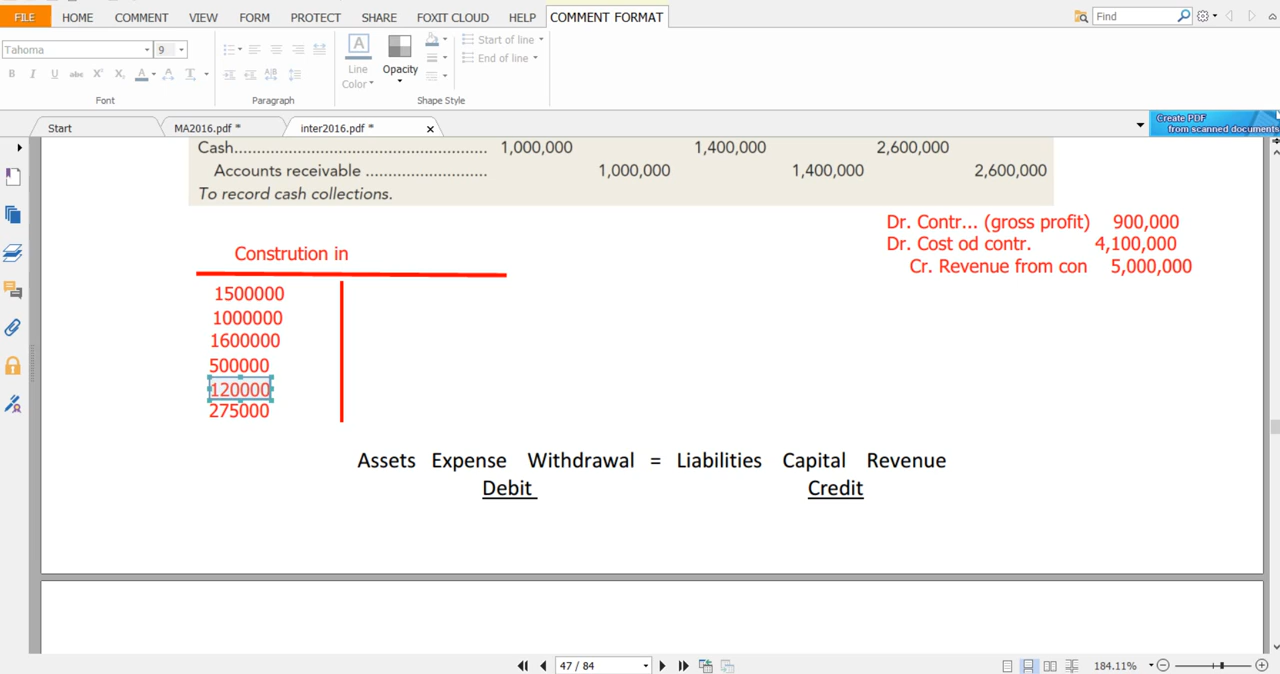 FILE HOME COMMENT VIEW FORM PROTECT SHARE FOXIT CLOUD HELP COMMENT FORMAT Find
Tahoma 9 Start of line
End of line
B I U abc X X A A T A|B Line Color Opacity
Font Paragraph Shape Style
Start MA2016.pdf * inter2016.pdf * Create PDF
from scanned documents
Cash............................................... 1,000,000 1,400,000 2,600,000
Accounts receivable .......................... 1,000,000 1,400,000 2,600,000
To record cash collections.
Dr. Contr... (gross profit) 900,000
Dr. Cost od contr. 4,100,000
Cr. Revenue from con 5,000,000
Constrution in
1500000
1000000
1600000
500000
120000
275000
Assets Expense Withdrawal = Liabilities Capital Revenue
Debit Credit
47 / 84 184.11%